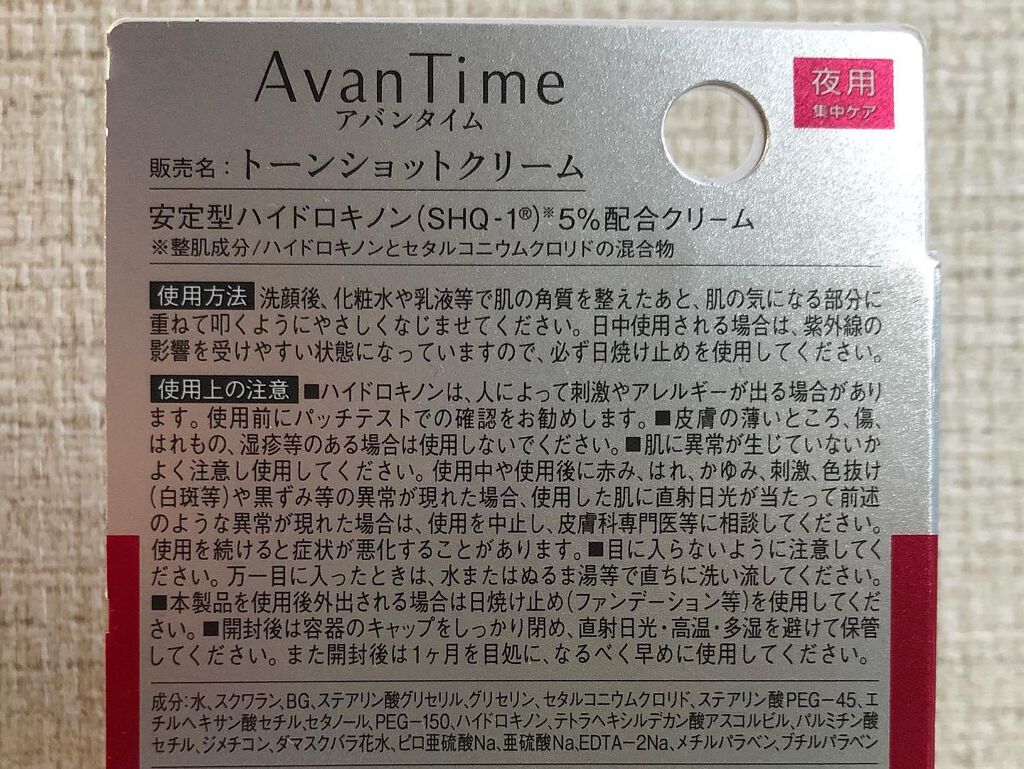 AvanTime
アバンタイム
夜用
集中ケア
販売名：トーンショットクリーム
安定型ハイドロキノン(SHQ-1®)※5%配合クリーム
※整肌成分/ハイドロキノンとセタルコニウムクロリドの混合物
使用方法 洗顔後、化粧水や乳液等で肌の角質を整えたあと、肌の気になる部分に
重ねて叩くようにやさしくなじませてください。日中使用される場合は、紫外線の
影響を受けやすい状態になっていますので、必ず日焼け止めを使用してください。
使用上の注意 ■ハイドロキノンは、人によって刺激やアレルギーが出る場合があり
ます。使用前にパッチテストでの確認をお勧めします。■皮膚の薄いところ、傷、
はれもの、湿疹等のある場合は使用しないでください。■肌に異常が生じていないか
よく注意し使用してください。使用中や使用後に赤み、はれ、かゆみ、刺激、色抜け
(白斑等)や黒ずみ等の異常が現れた場合、使用した肌に直射日光が当たって前述
のような異常が現れた場合は、使用を中止し、皮膚科専門医等に相談してください。
使用を続けると症状が悪化することがあります。■目に入らないように注意してく
ださい。万一目に入ったときは、水またはぬるま湯等で直ちに洗い流してください。
■本製品を使用後外出される場合は日焼け止め(ファンデーション等)を使用してくだ
さい。■開封後は容器のキャップをしっかり閉め、直射日光・高温・多湿を避けて保管
してください。また開封後は1ヶ月を目処に、なるべく早めに使用してください。
成分:水、スクワラン、BG、ステアリン酸グリセリル、グリセリン、セタルコニウムクロリド、ステアリン酸PEG-45、エ
チルヘキサン酸セチル、セタノール、PEG-150、ハイドロキノン、テトラヘキシルデカン酸アスコルビル、パルミチン酸
セチル、ジメチコン、ダマスクバラ花水、ピロ亜硫酸Na、亜硫酸Na、EDTA-2Na、メチルパラベン、ブチルパラベン